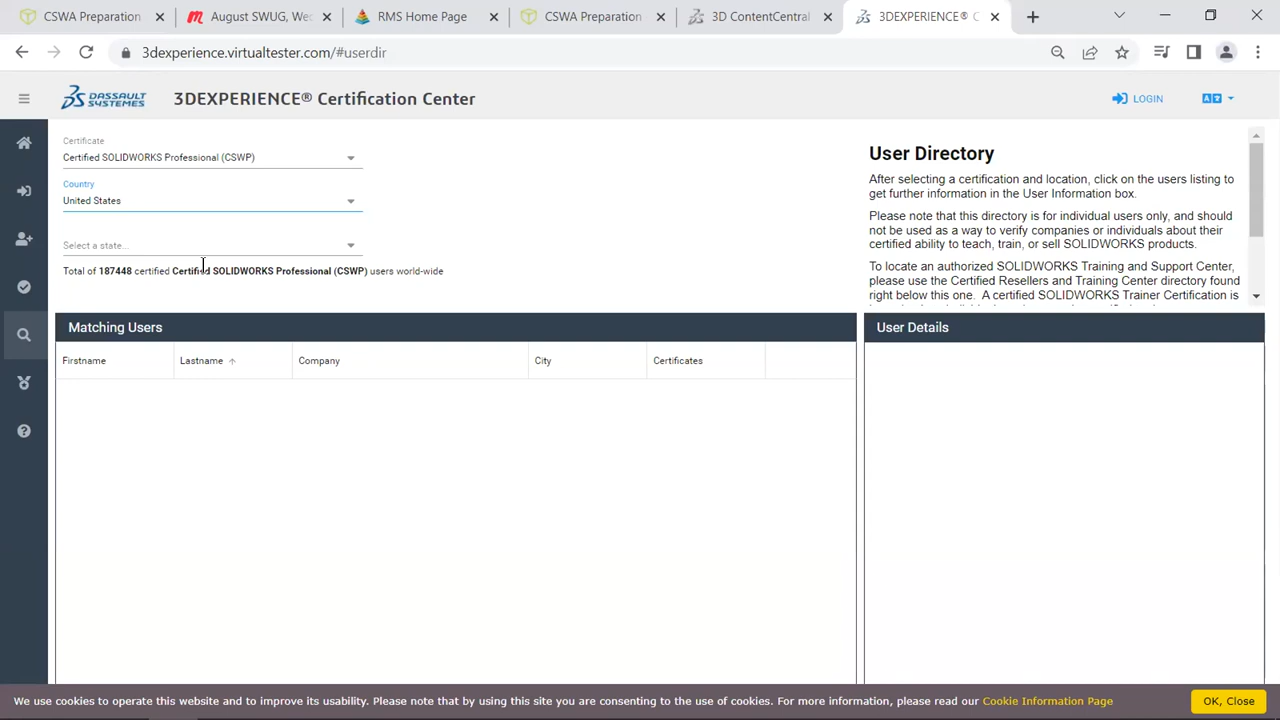 CSWA Preparation
August SWUG, Wed
RMS Home Page
CSWA Preparation
3D ContentCentral
3DEXPERIENCE® C
3dexperience.virtualtester.com/#userdir
DASSAULT SYSTEMES
3DEXPERIENCE® Certification Center
LOGIN
Certificate
Certified SOLIDWORKS Professional (CSWP)
Country
United States
Select a state...
Total of 187448 certified Certified SOLIDWORKS Professional (CSWP) users world-wide
User Directory
After selecting a certification and location, click on the users listing to
get further information in the User Information box.
Please note that this directory is for individual users only, and should
not be used as a way to verify companies or individuals about their
certified ability to teach, train, or sell SOLIDWORKS products.
To locate an authorized SOLIDWORKS Training and Support Center,
please use the Certified Resellers and Training Center directory found
right below this one. A certified SOLIDWORKS Trainer Certification is
Matching Users
Firstname
Lastname
Company
City
Certificates
User Details
We use cookies to operate this website and to improve its usability. Please note that by using this site you are consenting to the use of cookies. For more information, please read our Cookie Information Page
OK, Close